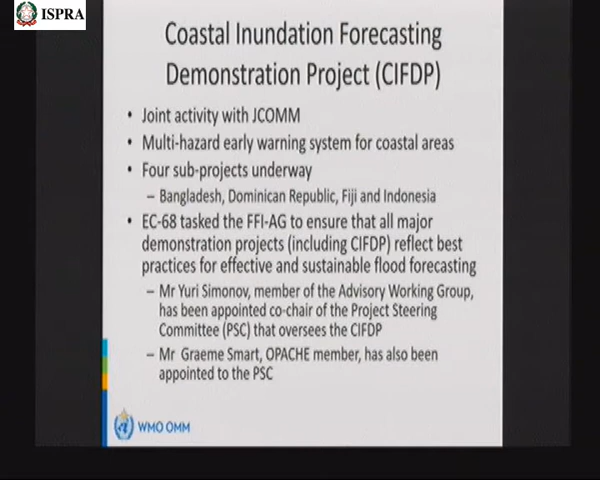 ISPRA
Coastal Inundation Forecasting
Demonstration Project (CIFDP)
• Joint activity with JCOMM
• Multi-hazard early warning system for coastal areas
• Four sub-projects underway
– Bangladesh, Dominican Republic, Fiji and Indonesia
• EC-68 tasked the FFI-AG to ensure that all major
demonstration projects (including CIFDP) reflect best
practices for effective and sustainable flood forecasting
– Mr Yuri Simonov, member of the Advisory Working Group,
has been appointed co-chair of the Project Steering
Committee (PSC) that oversees the CIFDP
– Mr Graeme Smart, OPACHE member, has also been
appointed to the PSC
WMO OMM